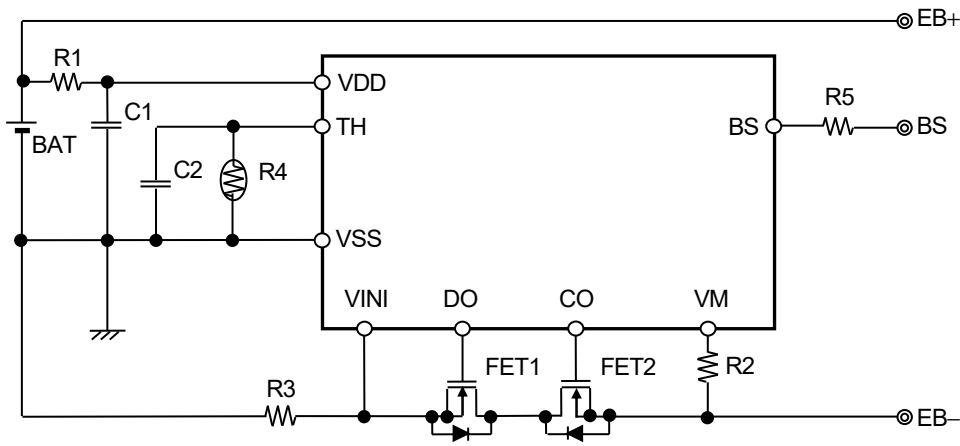 EB+
R1
VDD
C1
R5
TH
BS
BS
BAT
C2
R4
VSS
VINI
DO
CO
VM
FET1
FET2
R2
R3
EB−